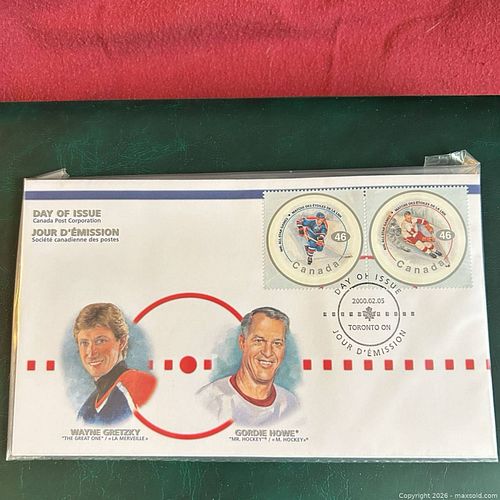 DAY OF ISSUE
Canada Post Corporation
JOUR D'ÉMISSION
Société canadienne des postes
46
Canada
46
Canada
DAY OF ISSUE
2000.02.05
TORONTO ON
JOUR D'ÉMISSION
WAYNE GRETZKY
"THE GREAT ONE" / «LA MERVEILLE»
GORDIE HOWE*
"MR. HOCKEY"* / «M. HOCKEY»*
Copyright 2026 - maxsold.com